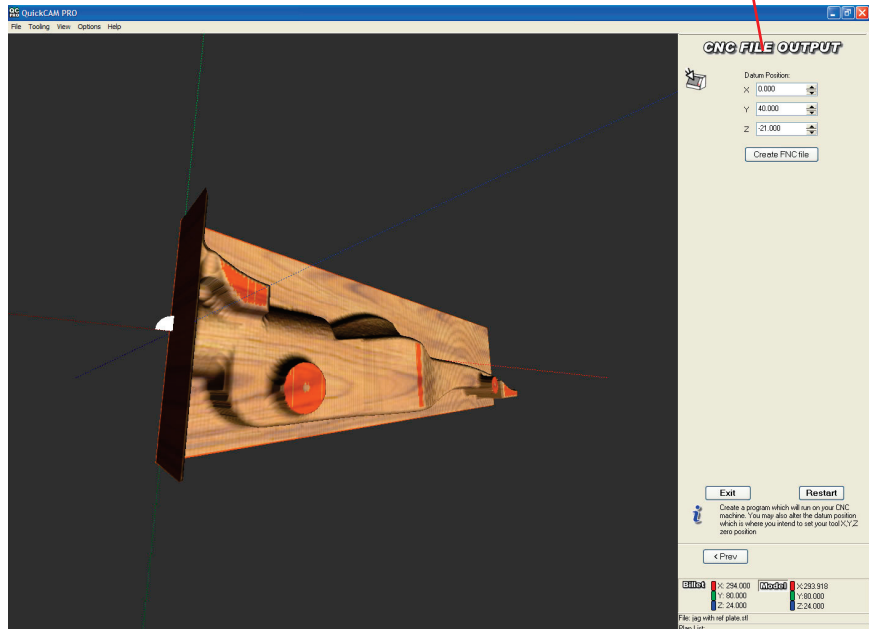 QuickCAM PRO
File Tooling View Options Help
CNC FILE OUTPUT
Datum Position:
X 0.000
Y 40.000
Z -21.000
Create FNC file
Exit Restart
Create a program which will run on your CNC
machine. You may also alter the datum position
which is where you intend to set your tool X,Y,Z
zero position
< Prev
Billet X: 294.000 Model X:293.918
Y: 80.000 Y:80.000
Z: 24.000 Z:24.000
File: jag with ref plate.stl
Plan List: